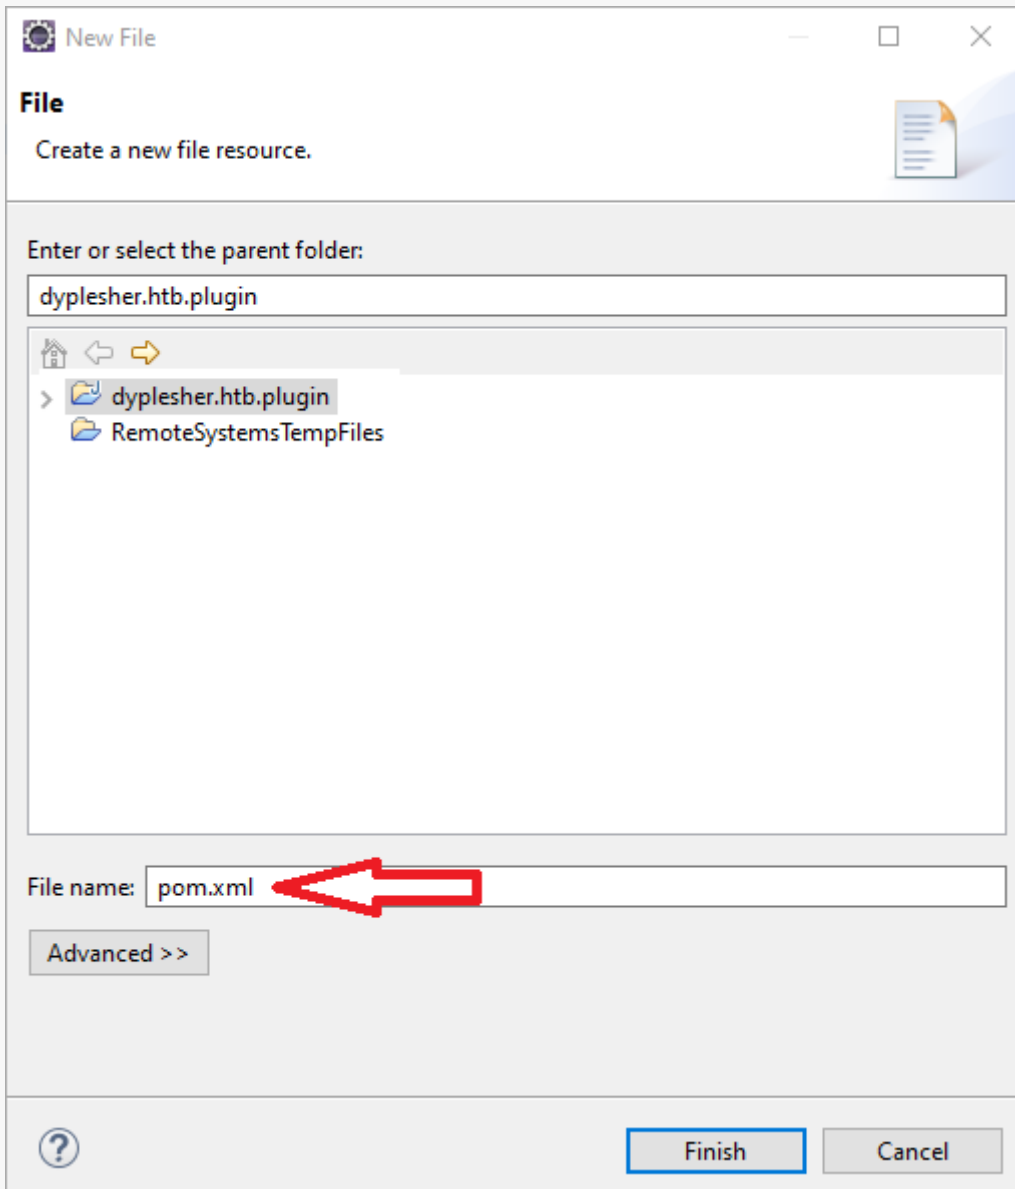 New File
File
Create a new file resource.
Enter or select the parent folder:
dyplesher.htb.plugin
dyplesher.htb.plugin
RemoteSystemsTempFiles
File name: pom.xml
Advanced >>
? Finish Cancel